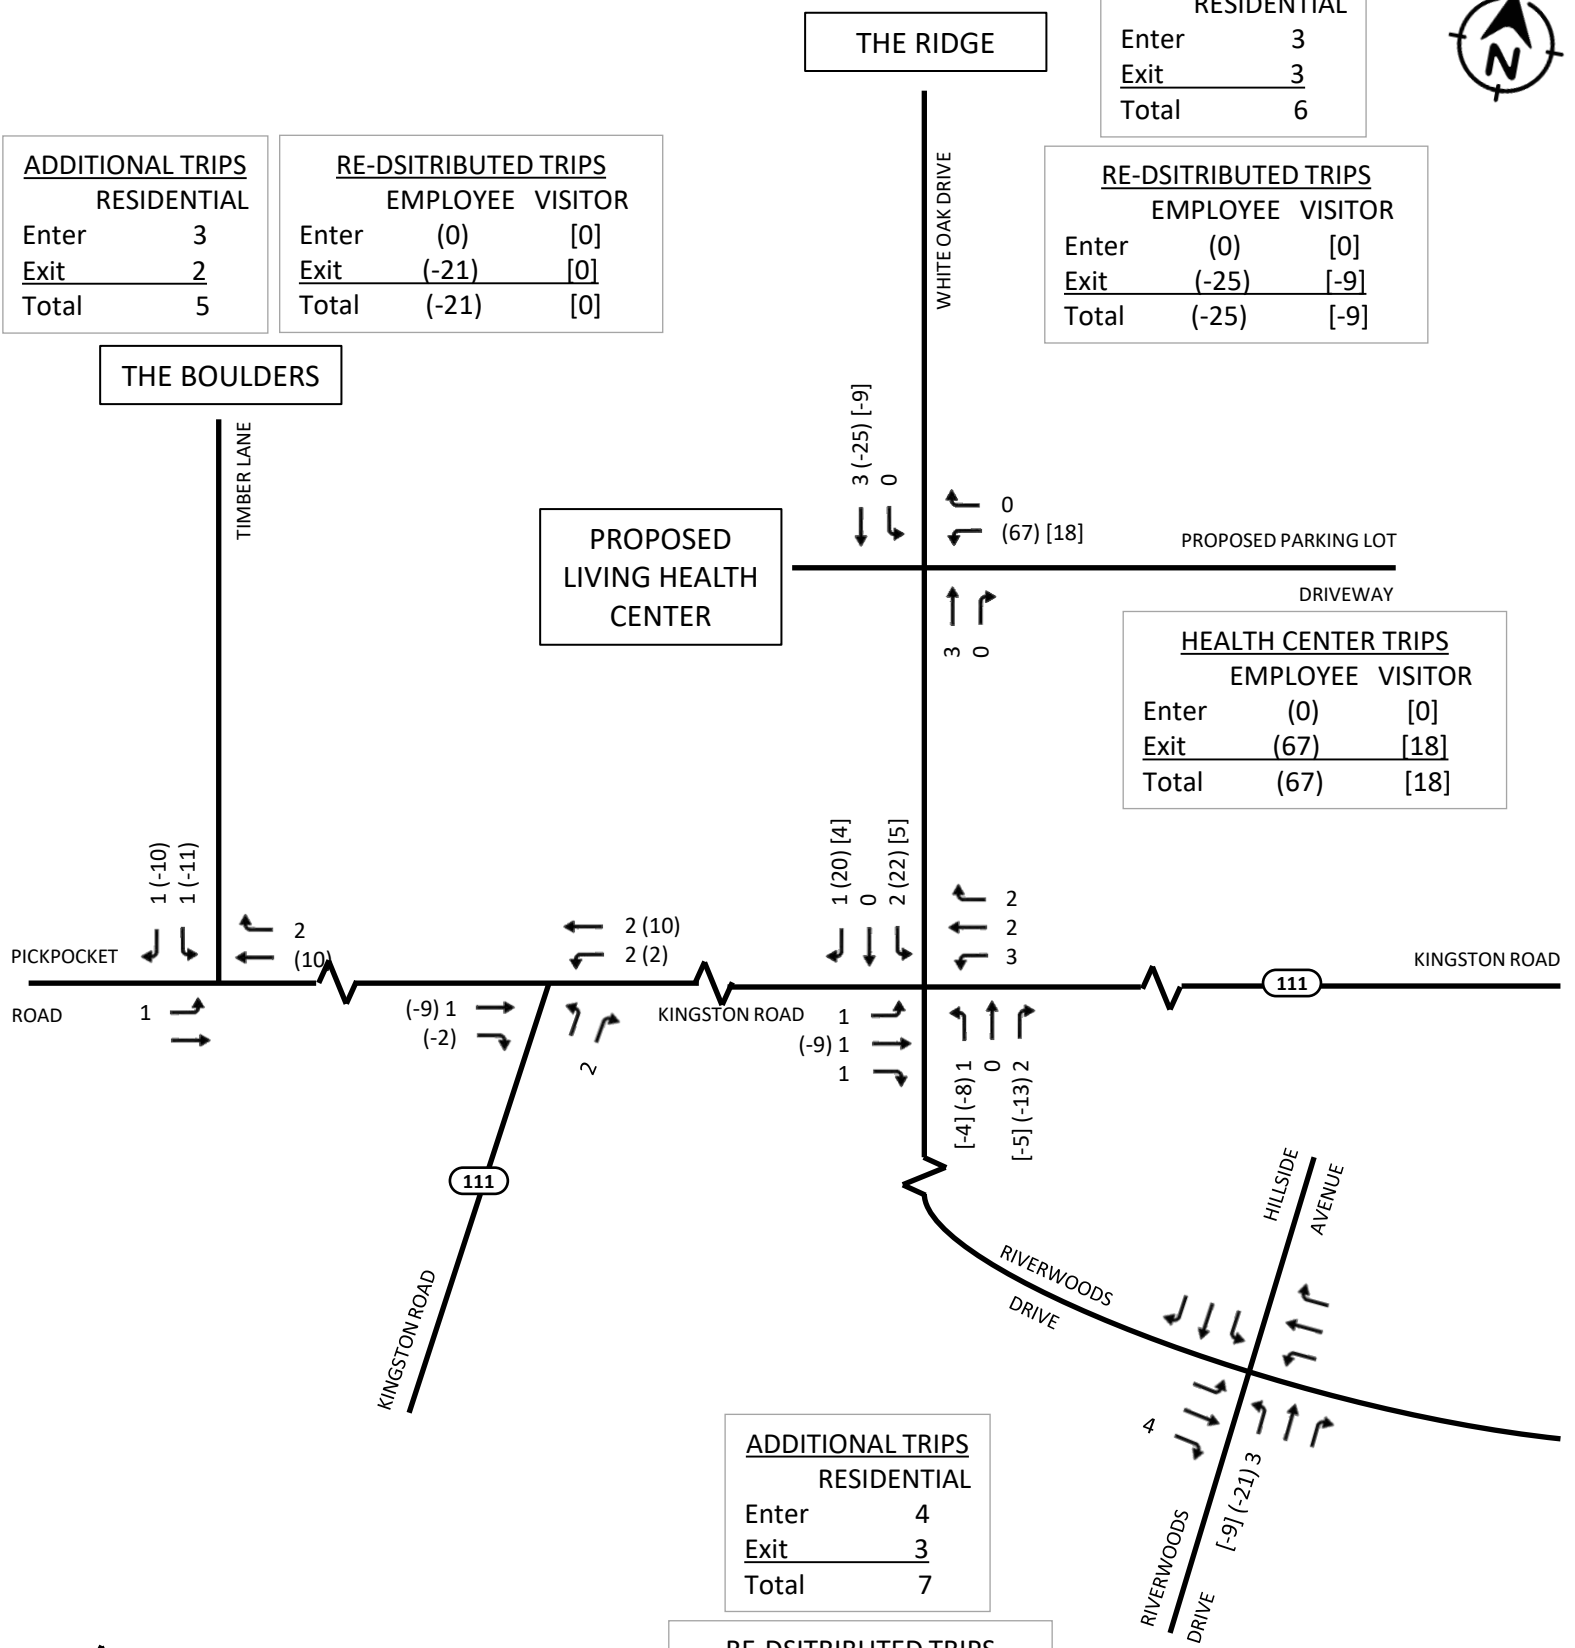 RESIDENTIAL
Enter 3
Exit 3
Total 6
THE RIDGE
N
ADDITIONAL TRIPS
RESIDENTIAL
Enter 3
Exit 2
Total 5
RE-DSITRIBUTED TRIPS
EMPLOYEE VISITOR
Enter (0) [0]
Exit (-21) [0]
Total (-21) [0]
WHITE OAK DRIVE
RE-DSITRIBUTED TRIPS
EMPLOYEE VISITOR
Enter (0) [0]
Exit (-25) [-9]
Total (-25) [-9]
THE BOULDERS
TIMBER LANE
3 (-25) [-9]
0
0
(67) [18]
PROPOSED
LIVING HEALTH
CENTER
PROPOSED PARKING LOT
DRIVEWAY
3
0
HEALTH CENTER TRIPS
EMPLOYEE VISITOR
Enter (0) [0]
Exit (67) [18]
Total (67) [18]
1 (-10)
1 (-11)
2
(10)
PICKPOCKET
ROAD
1
2 (10)
2 (2)
(-9) 1
(-2)
2
KINGSTON ROAD
1 (20) [4]
0
2 (22) [5]
2
2
3
1
(-9) 1
1
[-4] (-8) 1
0
[-5] (-13) 2
111
KINGSTON ROAD
111
KINGSTON ROAD
RIVERWOODS
DRIVE
HILLSIDE
AVENUE
4
[-9] (-21) 3
RIVERWOODS
DRIVE
ADDITIONAL TRIPS
RESIDENTIAL
Enter 4
Exit 3
Total 7
RE-DSITRIBUTED TRIPS